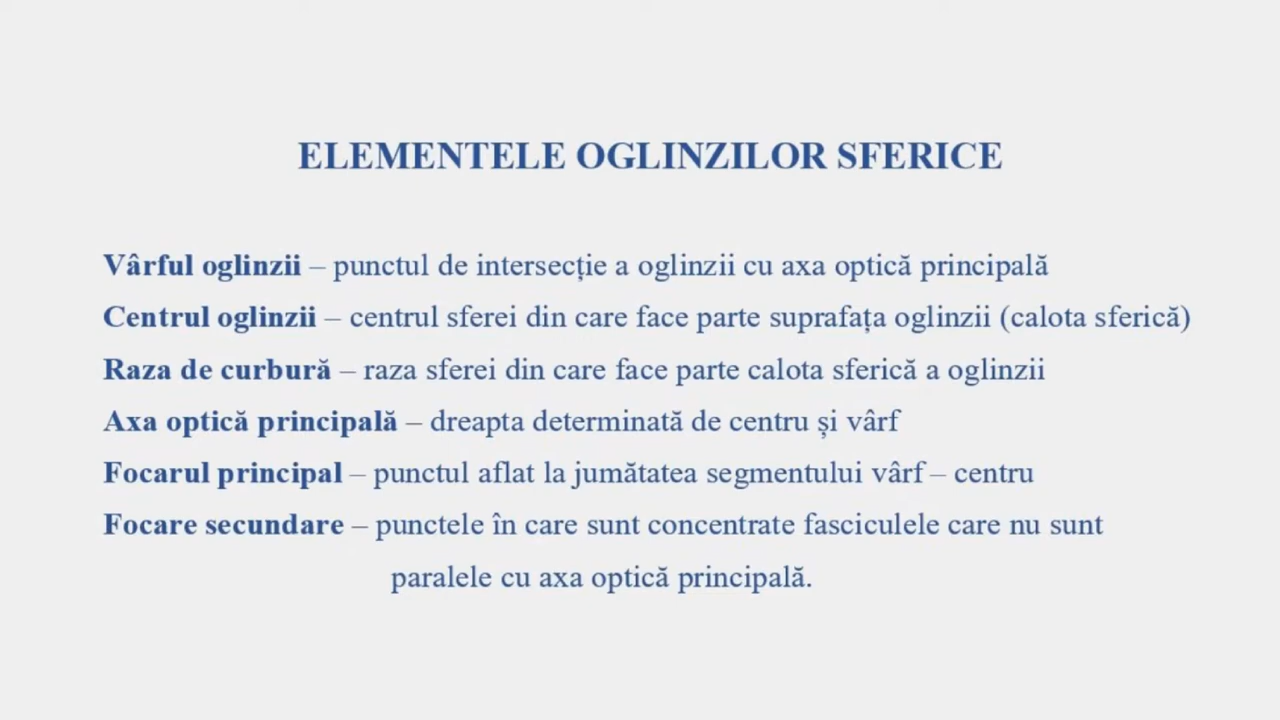 ELEMENTELE OGLINZILOR SFERICE
Vârful oglinzii – punctul de intersecție a oglinzii cu axa optică principală
Centrul oglinzii – centrul sferei din care face parte suprafața oglinzii (calota sferică)
Raza de curbură – raza sferei din care face parte calota sferică a oglinzii
Axa optică principală – dreapta determinată de centru și vârf
Focarul principal – punctul aflat la jumătatea segmentului vârf – centru
Focare secundare – punctele în care sunt concentrate fasciculele care nu sunt
paralele cu axa optică principală.